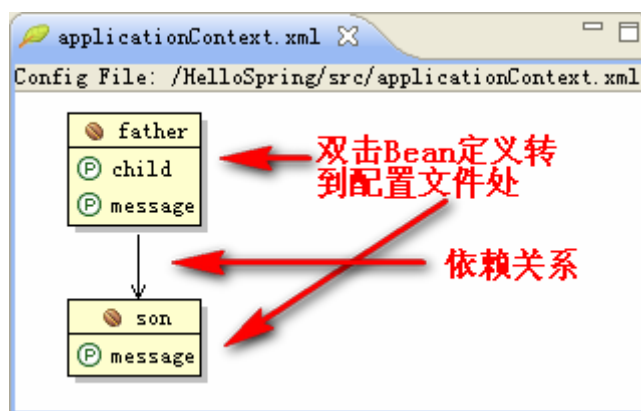 applicationContext.xml
Config File: /HelloSpring/src/applicationContext.xml
father
P child
P message
双击Bean定义转
到配置文件处
依赖关系
son
P message